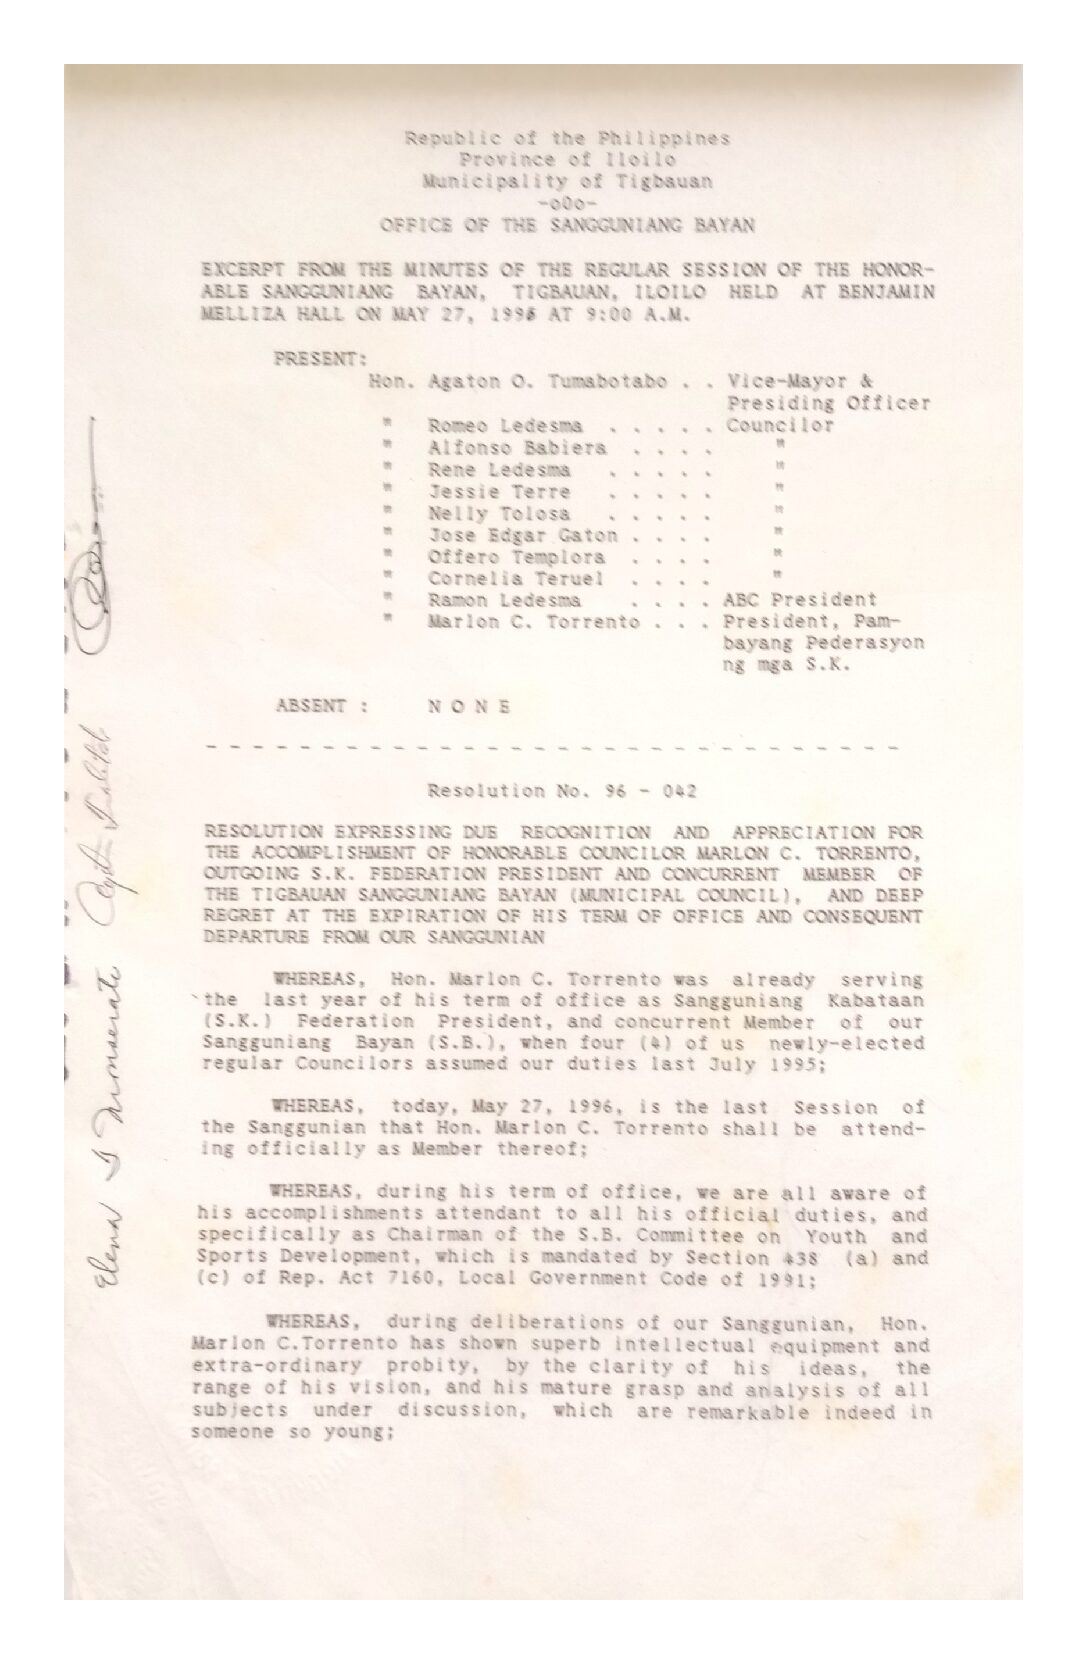 Republic of the Philippines
Province of Iloilo
Municipality of Tigbauan
-o0o-
OFFICE OF THE SANGGUNIANG BAYAN
EXCERPT FROM THE MINUTES OF THE REGULAR SESSION OF THE HONOR-
ABLE SANGGUNIANG BAYAN, TIGBAUAN, ILOILO HELD AT BENJAMIN
MELLIZA HALL ON MAY 27, 1996 AT 9:00 A.M.
PRESENT:
Hon. Agaton O. Tumabotabo . . Vice-Mayor &
Presiding Officer
" Romeo Ledesma . . . . . Councilor
" Alfonso Babiera . . . . "
" Rene Ledesma . . . . . "
" Jessie Terre . . . . . "
" Nelly Tolosa . . . . . "
" Jose Edgar Gaton . . . . "
" Offero Templora . . . . "
" Cornelia Teruel . . . . "
" Ramon Ledesma . . . . ABC President
" Marlon C. Torrento . . . President, Pam-
bayang Pederasyon
ng mga S.K.
ABSENT : N O N E
- - - - - - - - - - - - - - - - - - - - - - - - - - - - - -
Resolution No. 96 - 042
RESOLUTION EXPRESSING DUE RECOGNITION AND APPRECIATION FOR
THE ACCOMPLISHMENT OF HONORABLE COUNCILOR MARLON C. TORRENTO,
OUTGOING S.K. FEDERATION PRESIDENT AND CONCURRENT MEMBER OF
THE TIGBAUAN SANGGUNIANG BAYAN (MUNICIPAL COUNCIL), AND DEEP
REGRET AT THE EXPIRATION OF HIS TERM OF OFFICE AND CONSEQUENT
DEPARTURE FROM OUR SANGGUNIAN
WHEREAS, Hon. Marlon C. Torrento was already serving
the last year of his term of office as Sangguniang Kabataan
(S.K.) Federation President, and concurrent Member of our
Sangguniang Bayan (S.B.), when four (4) of us newly-elected
regular Councilors assumed our duties last July 1995;
WHEREAS, today, May 27, 1996, is the last Session of
the Sanggunian that Hon. Marlon C. Torrento shall be attend-
ing officially as Member thereof;
WHEREAS, during his term of office, we are all aware of
his accomplishments attendant to all his official duties, and
specifically as Chairman of the S.B. Committee on Youth and
Sports Development, which is mandated by Section 438 (a) and
(c) of Rep. Act 7160, Local Government Code of 1991;
WHEREAS, during deliberations of our Sanggunian, Hon.
Marlon C.Torrento has shown superb intellectual equipment and
extra-ordinary probity, by the clarity of his ideas, the
range of his vision, and his mature grasp and analysis of all
subjects under discussion, which are remarkable indeed in
someone so young;
Elena